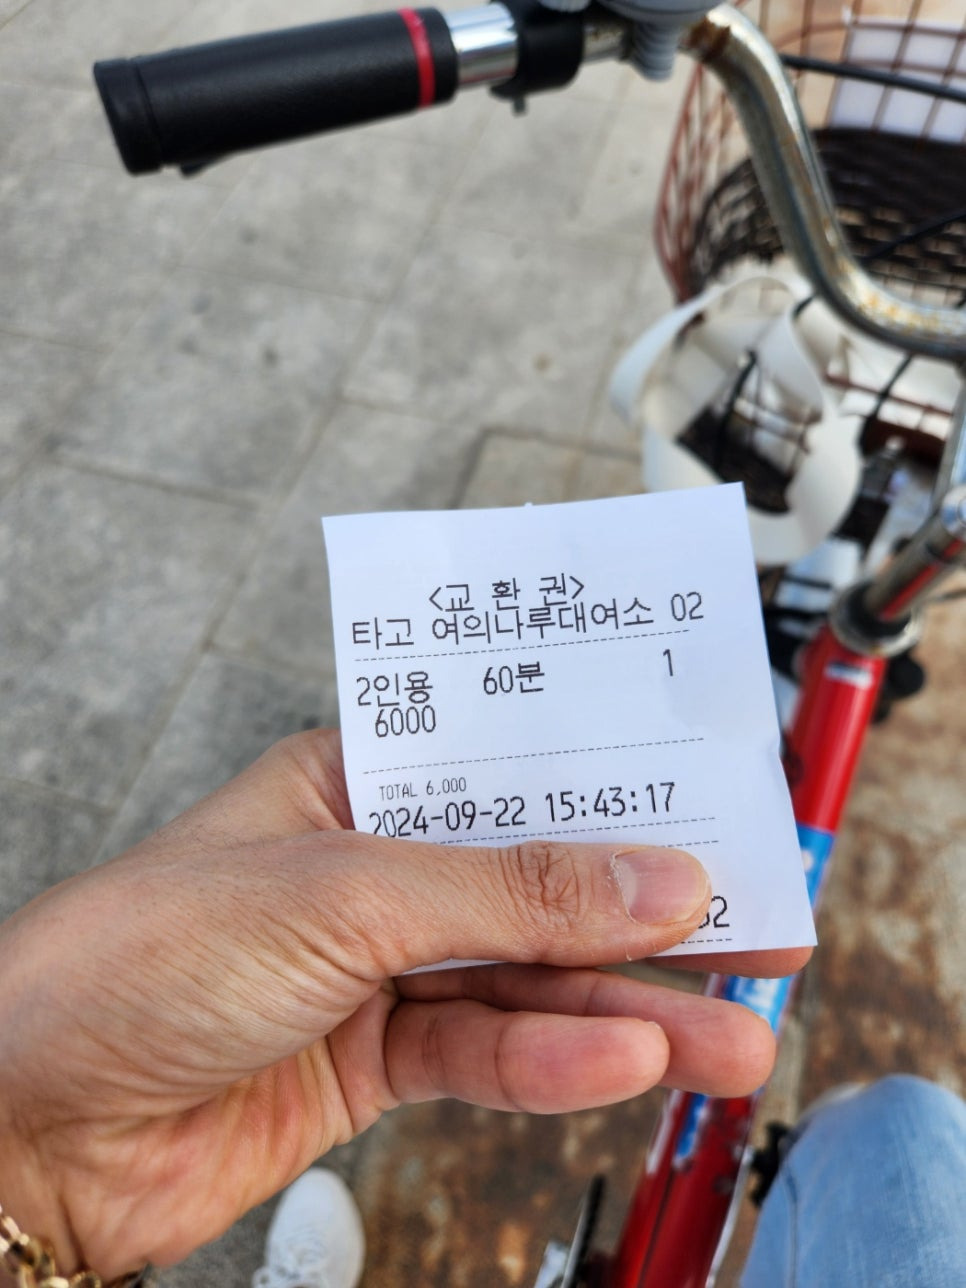 <교 환 권>
타고 여의나루대여소 02
2인용 60분 1
6000
TOTAL 6,000
2024-09-22 15:43:17